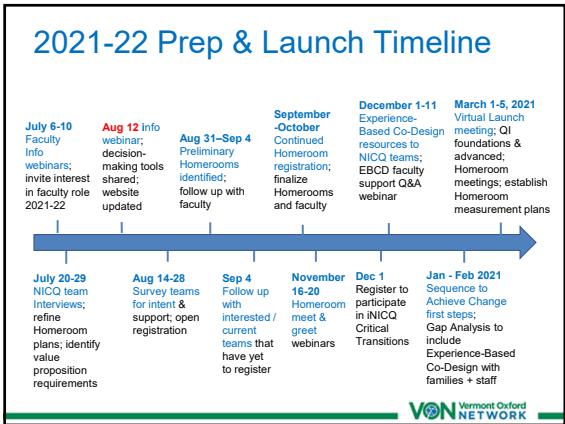 2021-22 Prep & Launch Timeline
July 6-10
Faculty
Info
webinars;
invite interest
in faculty role
2021-22
Aug 12 info
webinar;
decision-
making tools
shared;
website
updated
Aug 31–Sep 4
Preliminary
Homerooms
identified;
follow up with
faculty
September
-October
Continued
Homeroom
registration;
finalize
Homerooms
and faculty
December 1-11
Experience-
Based Co-Design
resources to
NICQ teams;
EBCD faculty
support Q&A
webinar
March 1-5, 2021
Virtual Launch
meeting; QI
foundations &
advanced;
Homeroom
meetings; establish
Homeroom
measurement plans
July 20-29
NICQ team
Interviews;
refine
Homeroom
plans; identify
value
proposition
requirements
Aug 14-28
Survey teams
for intent &
support; open
registration
Sep 4
Follow up
with
interested /
current
teams that
have yet
to register
November
16-20
Homeroom
meet &
greet
webinars
Dec 1
Register to
participate
in iNICQ
Critical
Transitions
Jan - Feb 2021
Sequence to
Achieve Change
first steps;
Gap Analysis to
include
Experience-Based
Co-Design with
families + staff
VON Vermont Oxford
NETWORK